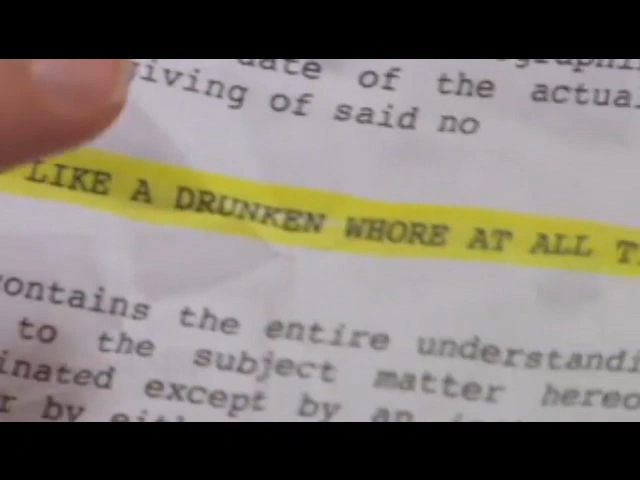 date of the actua
giving of said no
LIKE A DRUNKEN WHORE AT ALL T
contains the entire understandi
to the subject matter hereo
inated except by an
r by